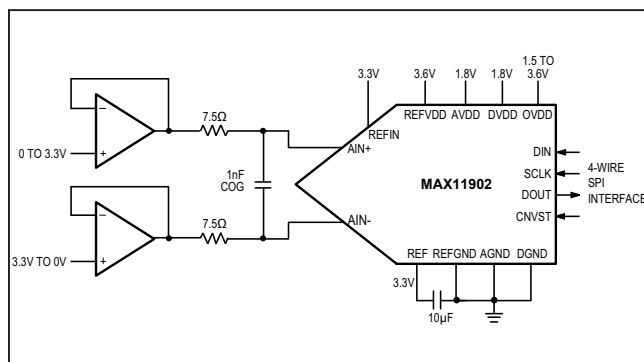 1.5 TO
3.3V 3.6V 1.8V 1.8V 3.6V
REFVDD AVDD DVDD OVDD
−
7.5Ω
REFIN
0 TO 3.3V
+
AIN+
DIN
1nF
COG
MAX11902
SCLK
4-WIRE
SPI
INTERFACE
DOUT
−
7.5Ω
AIN-
CNVST
3.3V TO 0V
+
REF REFGND AGND DGND
3.3V
10µF